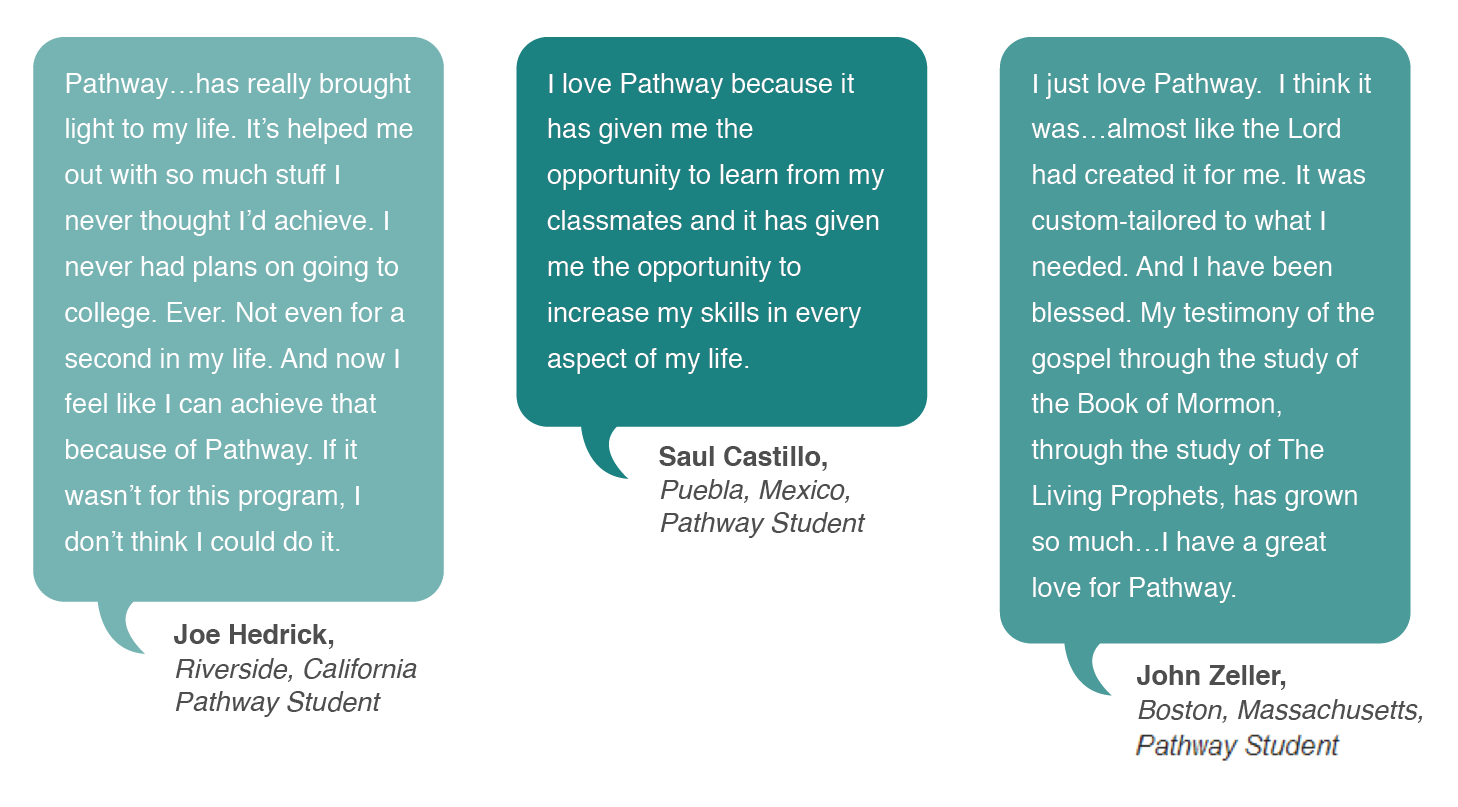 Pathway…has really brought
light to my life. It’s helped me
out with so much stuff I
never thought I’d achieve. I
never had plans on going to
college. Ever. Not even for a
second in my life. And now I
feel like I can achieve that
because of Pathway. If it
wasn’t for this program, I
don’t think I could do it.
Joe Hedrick,
Riverside, California
Pathway Student
I love Pathway because it
has given me the
opportunity to learn from my
classmates and it has given
me the opportunity to
increase my skills in every
aspect of my life.
Saul Castillo,
Puebla, Mexico,
Pathway Student
I just love Pathway.  I think it
was…almost like the Lord
had created it for me. It was
custom-tailored to what I
needed. And I have been
blessed. My testimony of the
gospel through the study of
the Book of Mormon,
through the study of The
Living Prophets, has grown
so much…I have a great
love for Pathway.
John Zeller,
Boston, Massachusetts,
Pathway Student